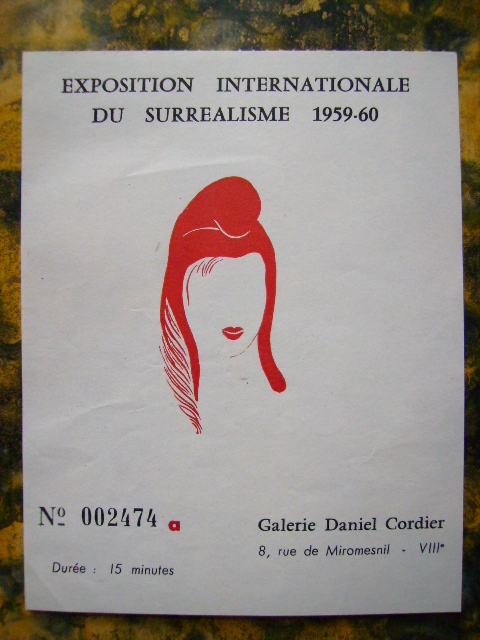 EXPOSITION INTERNATIONALE
DU SURREALISME 1959-60
Nº 002474 a
Galerie Daniel Cordier
8, rue de Miromesnil - VIIIe
Durée : 15 minutes